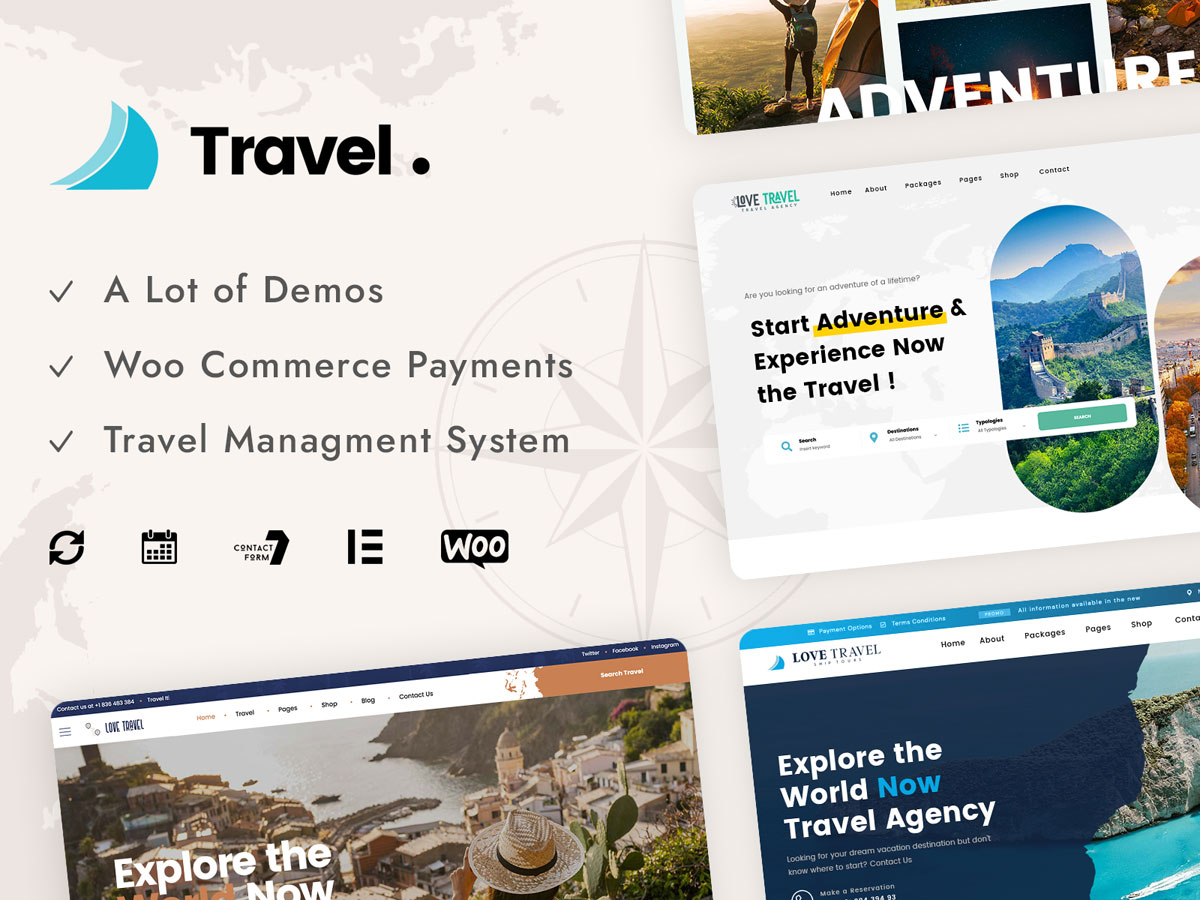 Travel.
A Lot of Demos
Woo Commerce Payments
Travel Managment System
CONTACT
FORM 7
WOO
ADVENTURE
LOVE TRAVEL
TRAVEL AGENCY
Home About Packages Pages Shop Contact
Are you looking for an adventure of a lifetime?
Start Adventure &
Experience Now
the Travel !
Search
Insert keyword
Destinations
All Destinations
Typologies
All Typologies
SEARCH
Contact us at +1 836 483 384 • Travel It!
Twitter • Facebook • Instagram
LOVE TRAVEL
Home • Travel • Pages • Shop • Blog • Contact Us
Search Travel
Explore the
World Now
Payment Options Terms Conditions PROMO All information available in the new
LOVE TRAVEL
SHIP TOURS
Home About Packages Pages Shop Conta
Explore the
World Now
Travel Agency
Looking for your dream vacation destination but don't
know where to start? Contact Us
Make a Reservation
394 93